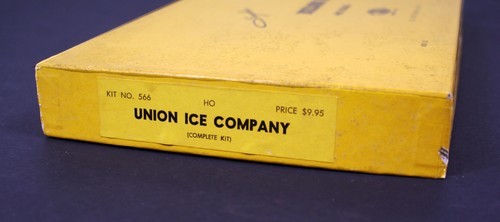 KIT NO. 566 HO PRICE $9.95
UNION ICE COMPANY
(COMPLETE KIT)